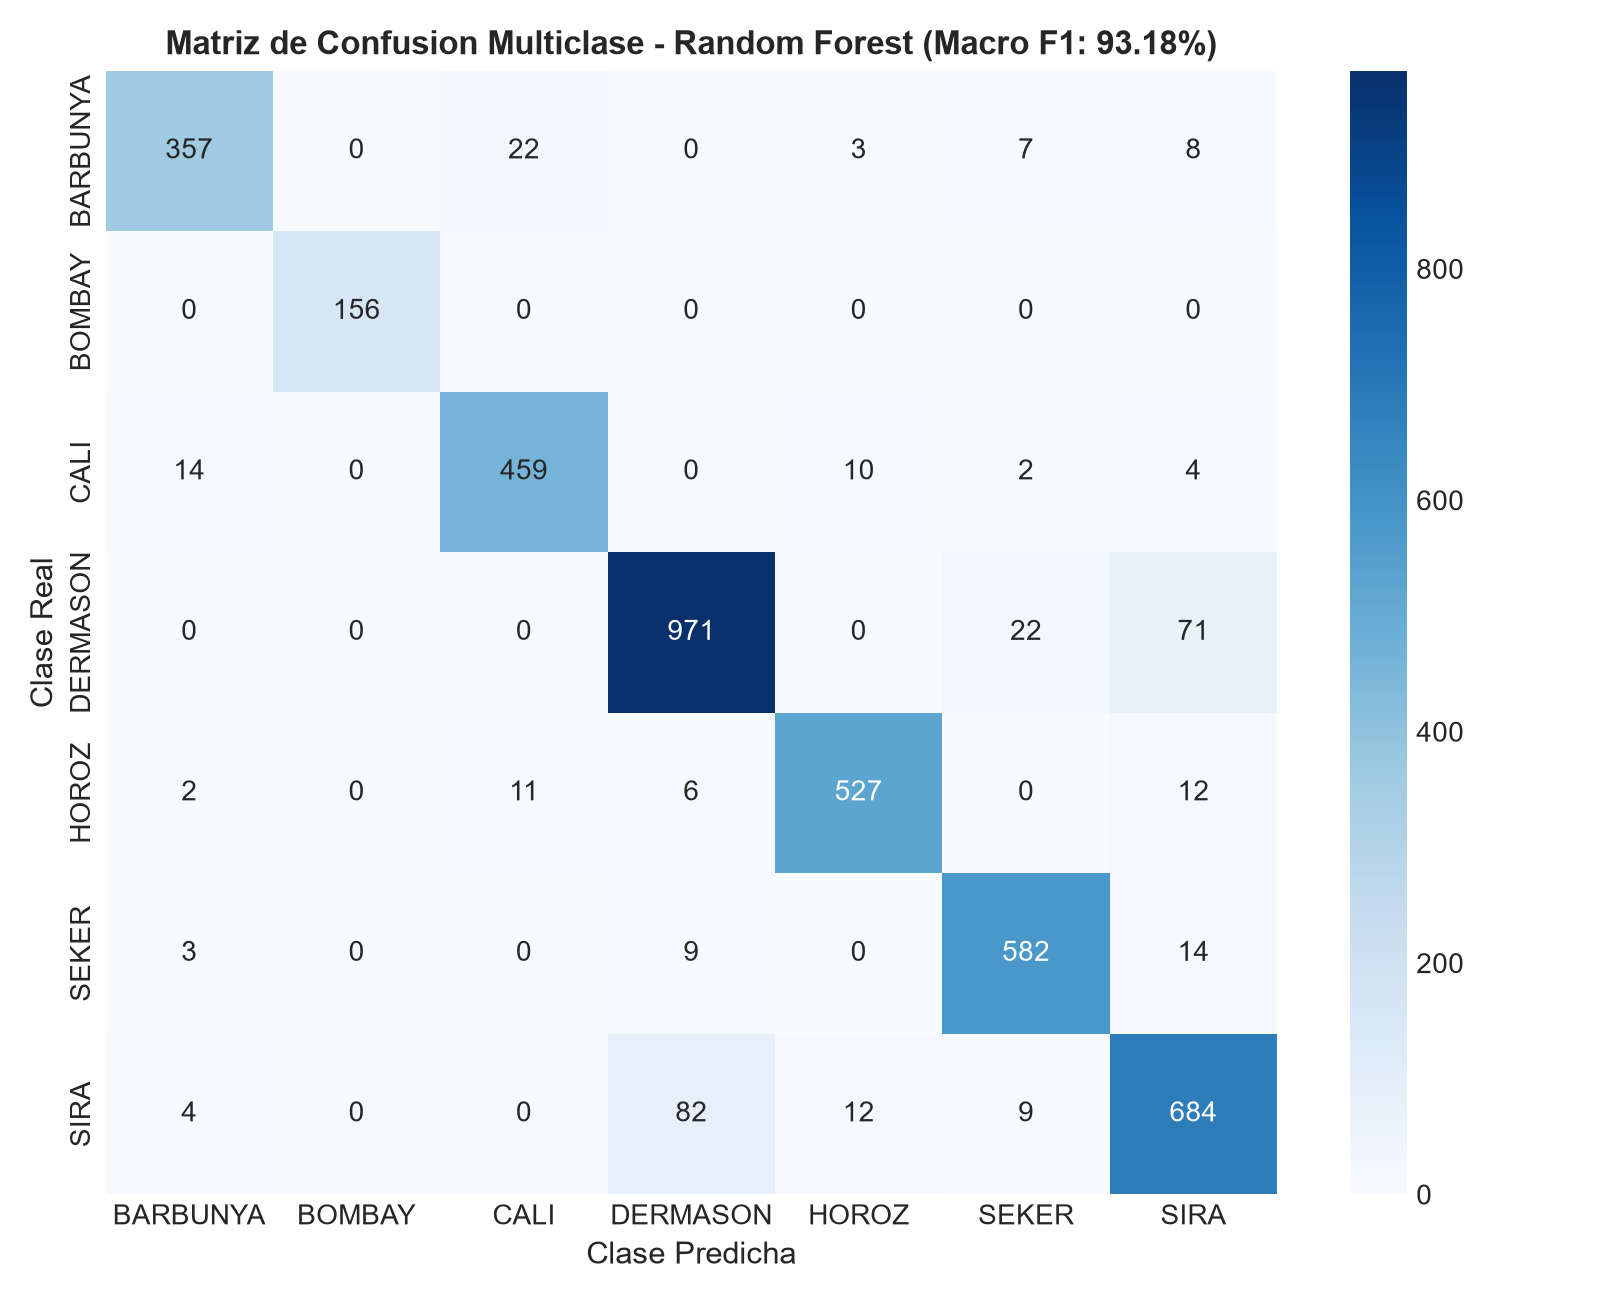 Matriz de Confusion Multiclase - Random Forest (Macro F1: 93.18%)
Clase Real
BARBUNYA 357 0 22 0 3 7 8
BOMBAY 0 156 0 0 0 0 0
CALI 14 0 459 0 10 2 4
DERMASON 0 0 0 971 0 22 71
HOROZ 2 0 11 6 527 0 12
SEKER 3 0 0 9 0 582 14
SIRA 4 0 0 82 12 9 684
BARBUNYA BOMBAY CALI DERMASON HOROZ SEKER SIRA
Clase Predicha
800
600
400
200
0